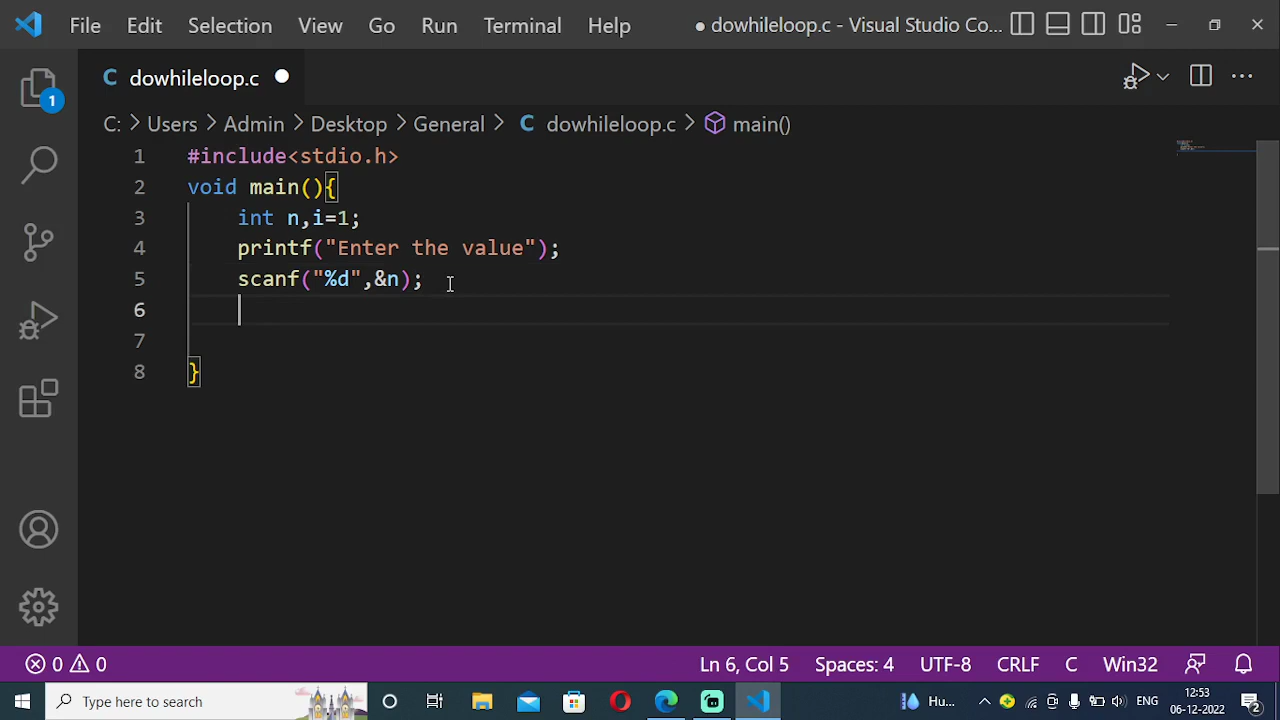 File Edit Selection View Go Run Terminal Help ● dowhileloop.c - Visual Studio Co...
C dowhileloop.c
1
C: > Users > Admin > Desktop > General > C dowhileloop.c > main()
1 #include<stdio.h>
2 void main(){
3 int n,i=1;
4 printf("Enter the value");
5 scanf("%d",&n);
6
7
8 }
0 0 Ln 6, Col 5 Spaces: 4 UTF-8 CRLF C Win32
Type here to search Hu... ENG 12:53
06-12-2022 2